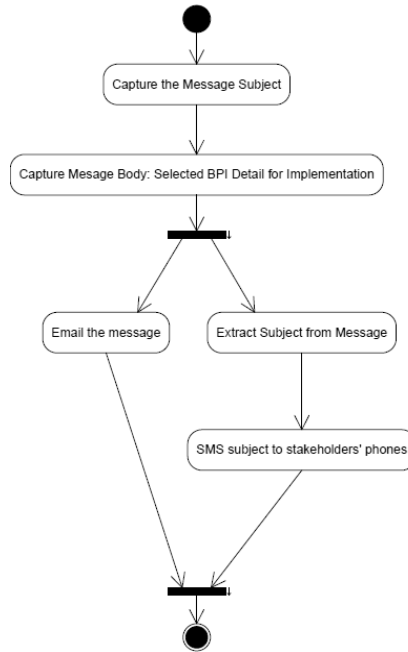 Capture the Message Subject
Capture Mesage Body: Selected BPI Detail for Implementation
Email the message
Extract Subject from Message
SMS subject to stakeholders' phones